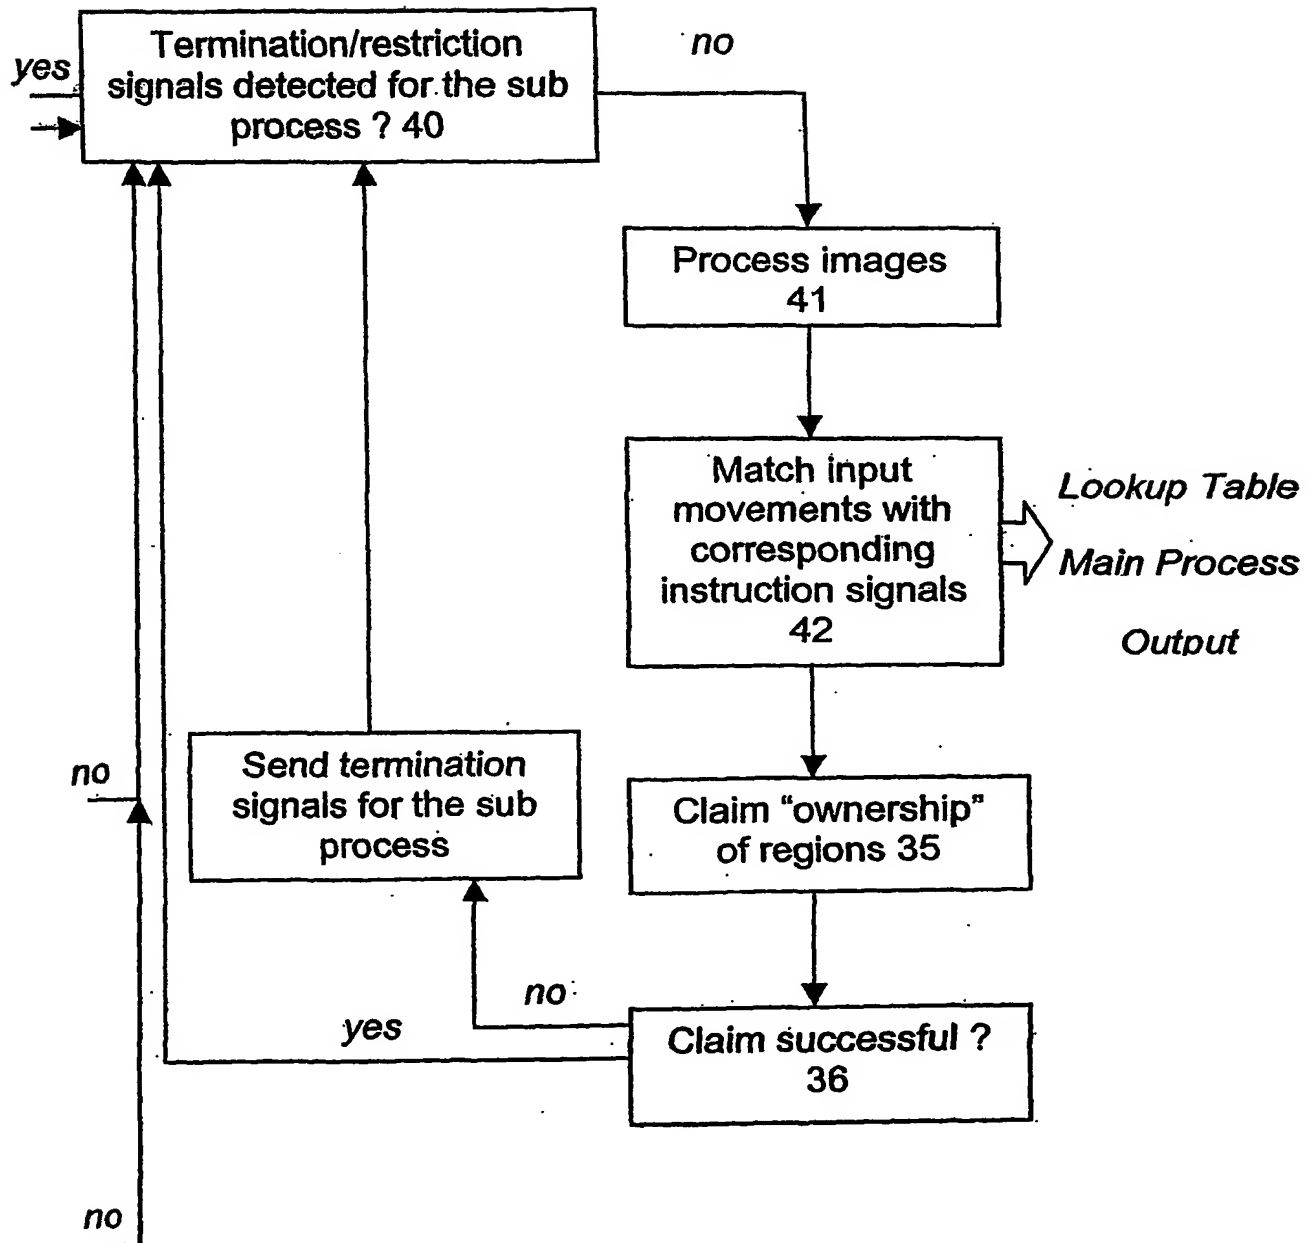 Termination/restriction
signals detected for the sub
process ? 40
yes
no
Process images
41
Match input
movements with
corresponding
instruction signals
42
Lookup Table
Main Process
Output
Send termination
signals for the sub
process
no
Claim "ownership"
of regions 35
no
yes
Claim successful ?
36
no